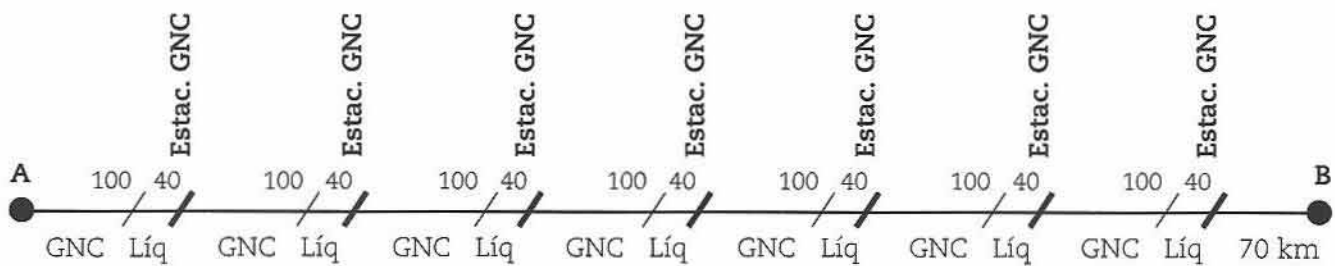 Estac. GNC Estac. GNC Estac. GNC Estac. GNC Estac. GNC Estac. GNC Estac. GNC
A 100 40 100 40 100 40 100 40 100 40 100 40 100 40 B
GNC Líq GNC Líq GNC Líq GNC Líq GNC Líq GNC Líq GNC Líq 70 km